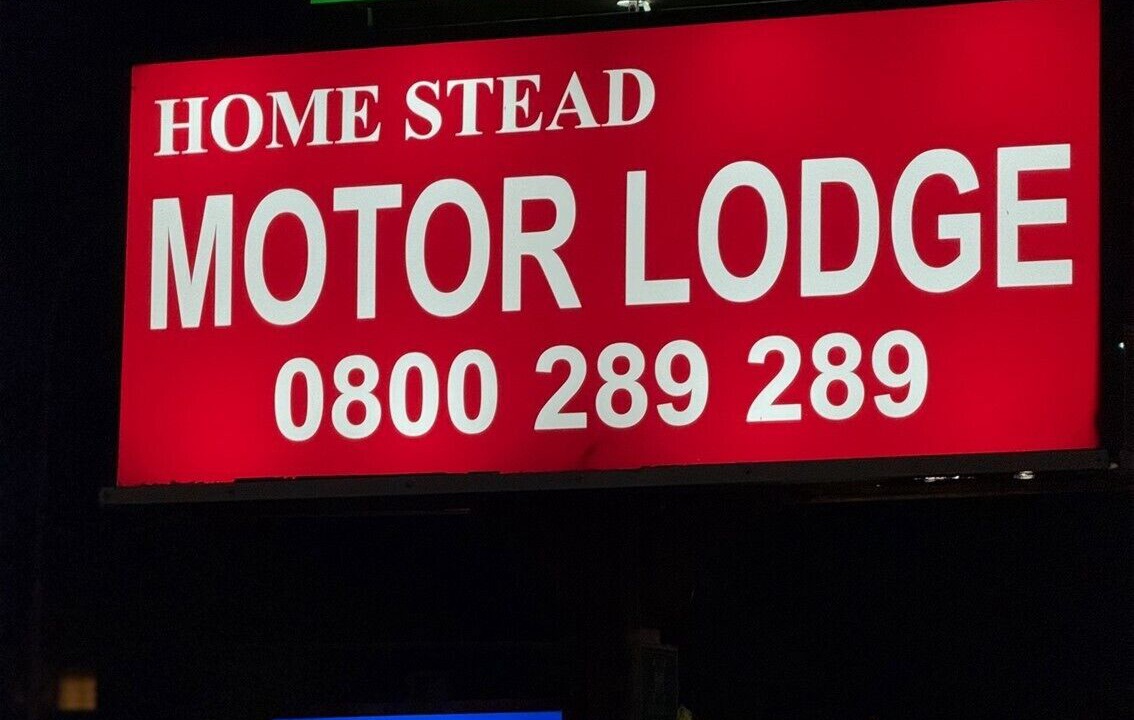 HOME STEAD
MOTOR LODGE
0800 289 289